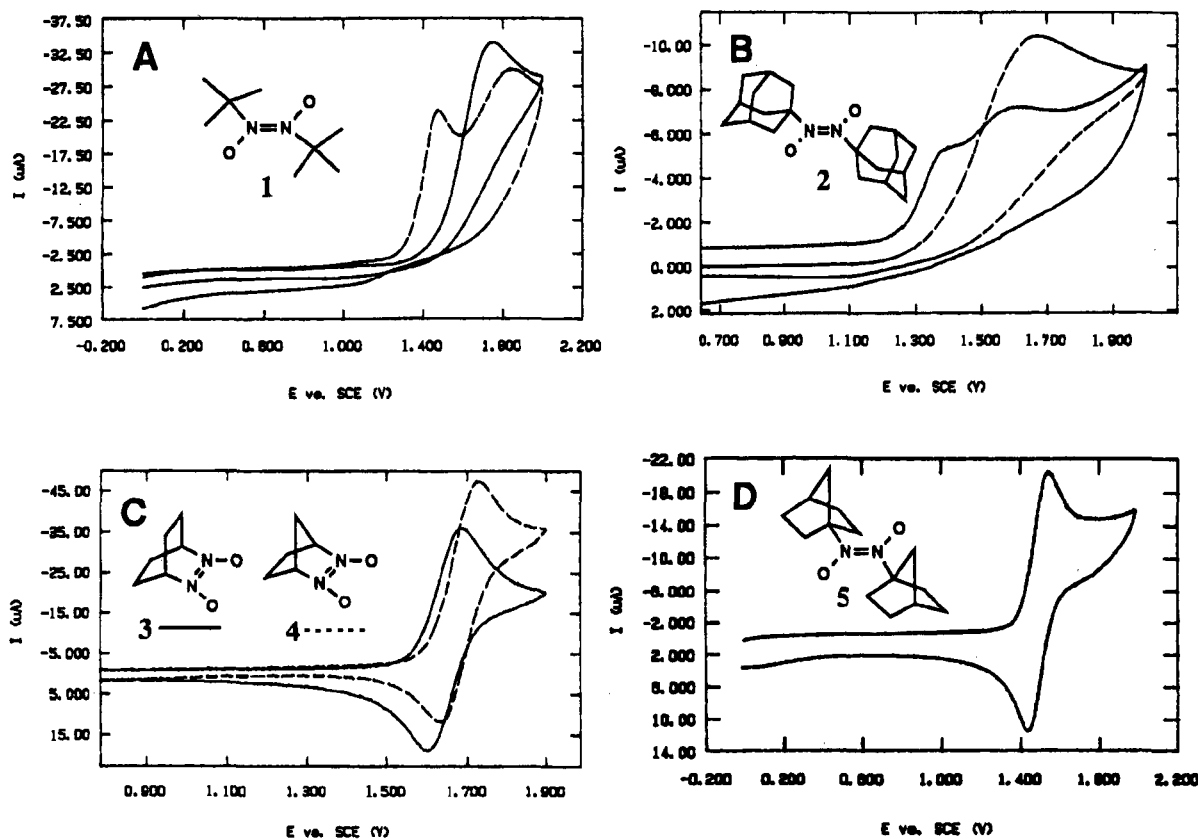 -37.50
-32.50
-27.50
-22.50
-17.50
-12.50
-7.500
-2.500
2.500
7.500
I (uA)
A
O
N=N
O
1
-0.200 0.200 0.600 1.000 1.400 1.800 2.200
E vs. SCE (V)
-10.00
-8.000
-6.000
-4.000
-2.000
0.000
2.000
I (uA)
B
O
N=N
O
2
0.700 0.900 1.100 1.300 1.500 1.700 1.900
E vs. SCE (V)
-45.00
-35.00
-25.00
-15.00
-5.000
5.000
15.00
I (uA)
C
N O
N
O
3
N O
N
O
4
0.900 1.100 1.300 1.500 1.700 1.900
E vs. SCE (V)
-22.00
-18.00
-14.00
-10.00
-6.000
-2.000
2.000
6.000
10.00
14.00
I (uA)
D
O
N=N
O
5
-0.200 0.200 0.600 1.000 1.400 1.800 2.200
E vs. SCE (V)